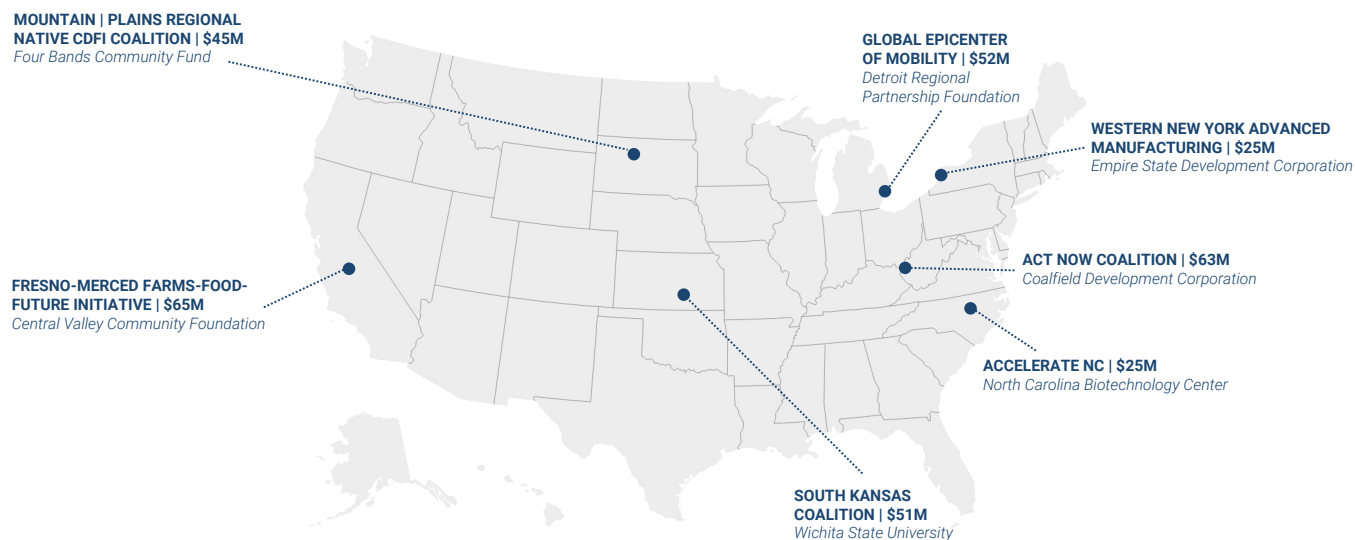 MOUNTAIN | PLAINS REGIONAL
NATIVE CDFI COALITION | $45M
Four Bands Community Fund
GLOBAL EPICENTER
OF MOBILITY | $52M
Detroit Regional
Partnership Foundation
WESTERN NEW YORK ADVANCED
MANUFACTURING | $25M
Empire State Development Corporation
ACT NOW COALITION | $63M
Coalfield Development Corporation
FRESNO-MERCED FARMS-FOOD-
FUTURE INITIATIVE | $65M
Central Valley Community Foundation
ACCELERATE NC | $25M
North Carolina Biotechnology Center
SOUTH KANSAS
COALITION | $51M
Wichita State University